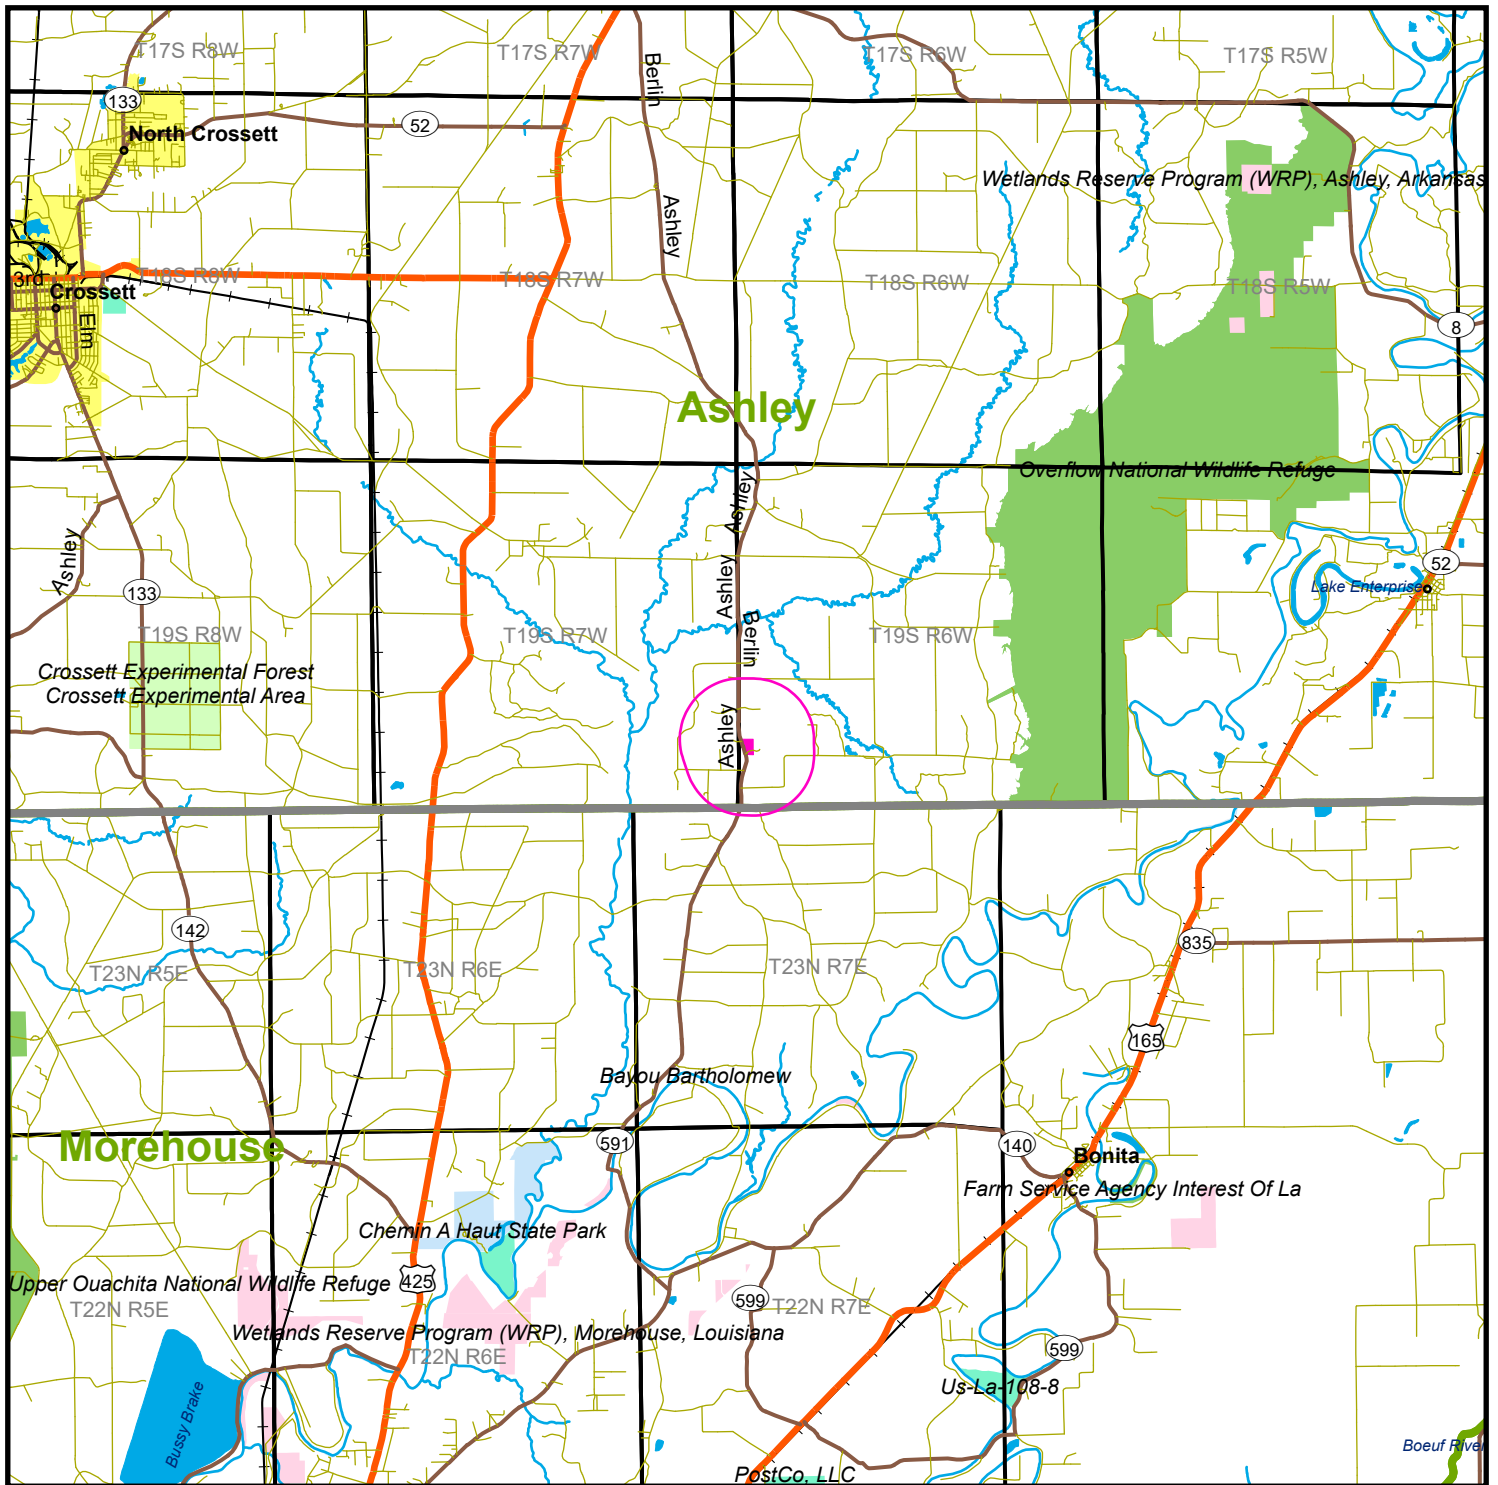 T17S R8W
T17S R7W
Berlin
T17S R6W
T17S R5W
133
North Crossett
52
Wetlands Reserve Program (WRP), Ashley, Arkansas
Ashley
3rd
T18S R8W
T18S R7W
T18S R6W
T18S R5W
Crossett
Elm
8
Ashley
Overflow National Wildlife Refuge
Ashley
Ashley
Ashley
133
52
Lake Enterprise
Berlin
T19S R8W
T19S R7W
T19S R6W
Crossett Experimental Forest
Crossett Experimental Area
Ashley
142
835
T23N R5E
T23N R6E
T23N R7E
165
Bayou Bartholomew
Morehouse
591
140
Bonita
Farm Service Agency Interest Of La
Chemin A Haut State Park
Upper Ouachita National Wildlife Refuge
425
T22N R5E
599
T22N R7E
Wetlands Reserve Program (WRP), Morehouse, Louisiana
T22N R6E
599
Us-La-108-8
Bussy Brake
Boeuf River
PostCo, LLC